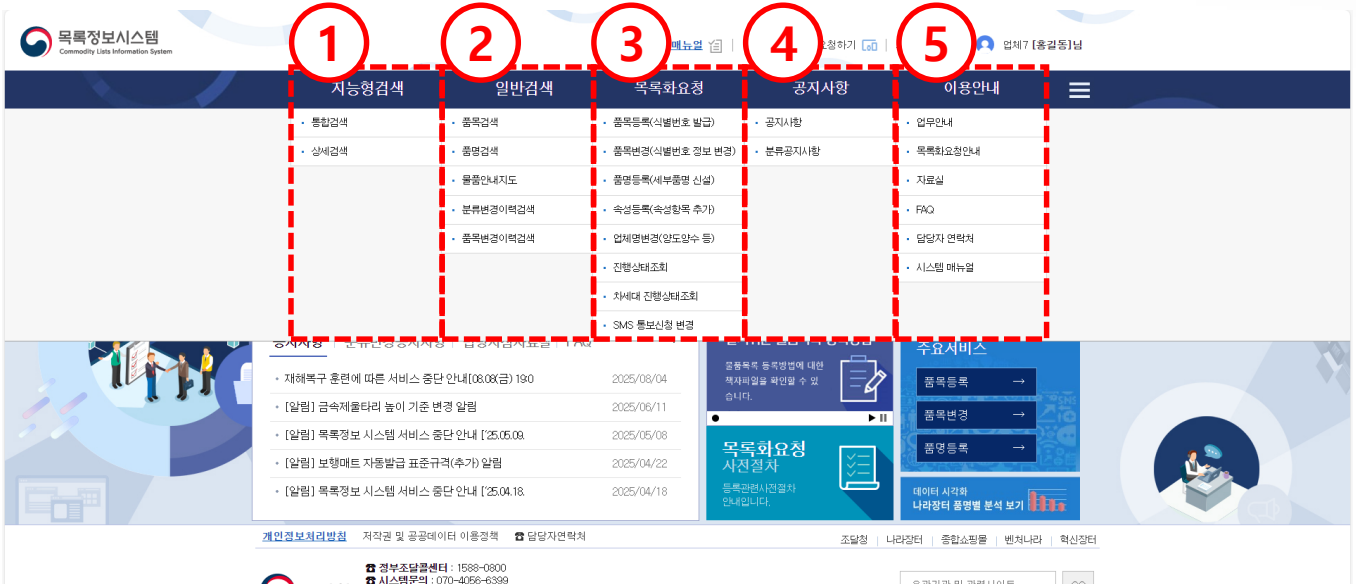 목록정보시스템
Commodity Lists Information System
1
2
3
4
5
매뉴얼
청하기
업체7 [홍길동]님
지능형검색
일반검색
목록화요청
공지사항
이용안내
통합검색
상세검색
품목검색
품명검색
물품안내지도
분류변경이력검색
품목변경이력검색
품목등록(식별번호 발급)
품목변경(식별번호 정보 변경)
품명등록(세부품명 신설)
속성등록(속성항목 추가)
업체명변경(양도양수 등)
진행상태조회
차세대 진행상태조회
SMS 통보신청 변경
공지사항
분류공지사항
업무안내
목록화요청안내
자료실
FAQ
담당자 연락처
시스템 매뉴얼
공지사항
FAQ
재해복구 훈련에 따른 서비스 중단 안내[08.08(금) 19:0
2025/08/04
[알림] 금속제울타리 높이 기준 변경 알림
2025/06/11
[알림] 목록정보 시스템 서비스 중단 안내 ['25.05.09.
2025/05/08
[알림] 보행매트 자동발급 표준규격(추가) 알림
2025/04/22
[알림] 목록정보 시스템 서비스 중단 안내 ['25.04.18.
2025/04/18
물품목록 등록방법에 대한
책자파일을 확인할 수 있
습니다.
목록화요청
사전절차
등록관련사전절차
안내입니다.
주요서비스
품목등록 →
품목변경 →
품명등록 →
데이터 시각화
나라장터 품명별 분석 보기
개인정보처리방침
저작권 및 공공데이터 이용정책
☎ 담당자연락처
조달청
나라장터
종합쇼핑몰
벤처나라
혁신장터
☎ 정부조달콜센터 : 1588-0800
☎ 시스템문의 : 070-4056-6399